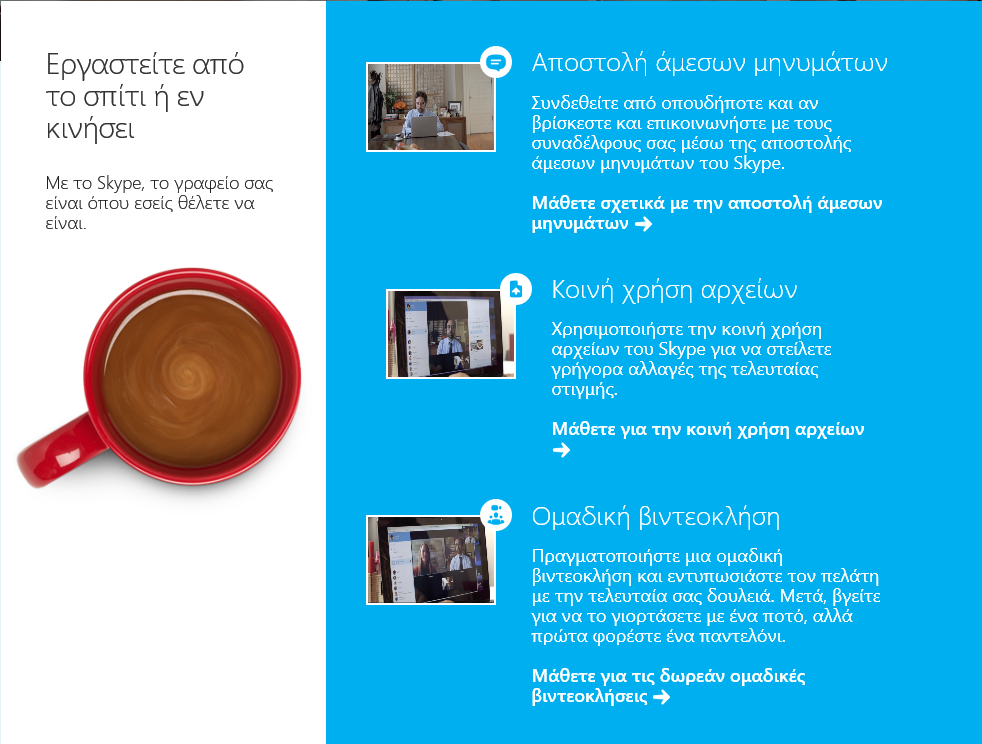 Εργαστείτε από
το σπίτι ή εν
κινήσει
Με το Skype, το γραφείο σας
είναι όπου εσείς θέλετε να
είναι.
Αποστολή άμεσων μηνυμάτων
Συνδεθείτε από οπουδήποτε και αν
βρίσκεστε και επικοινωνήστε με τους
συναδέλφους σας μέσω της αποστολής
άμεσων μηνυμάτων του Skype.
Μάθετε σχετικά με την αποστολή άμεσων
μηνυμάτων →
Κοινή χρήση αρχείων
Χρησιμοποιήστε την κοινή χρήση
αρχείων του Skype για να στείλετε
γρήγορα αλλαγές της τελευταίας
στιγμής.
Μάθετε για την κοινή χρήση αρχείων
→
Ομαδική βιντεοκλήση
Πραγματοποιήστε μια ομαδική
βιντεοκλήση και εντυπωσιάστε τον πελάτη
με την τελευταία σας δουλειά. Μετά, βγείτε
για να το γιορτάσετε με ένα ποτό, αλλά
πρώτα φορέστε ένα παντελόνι.
Μάθετε για τις δωρεάν ομαδικές
βιντεοκλήσεις →